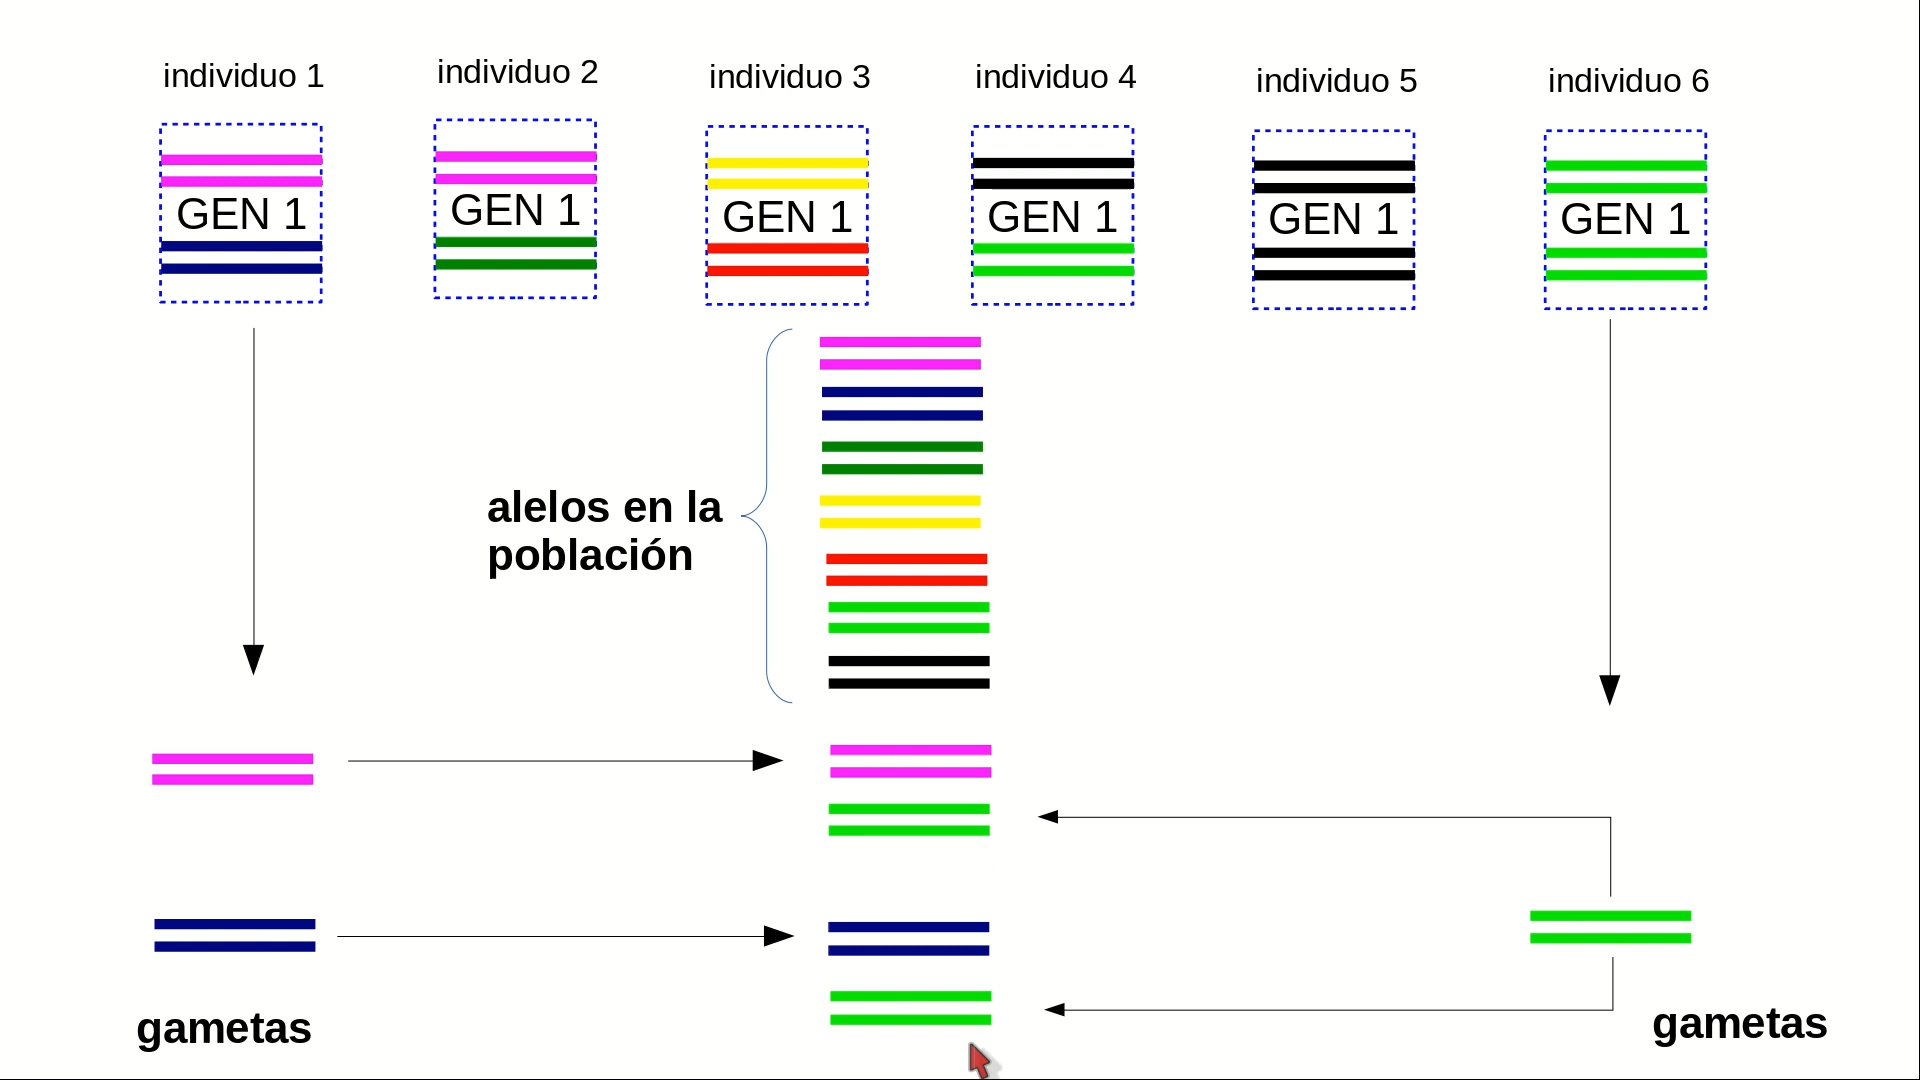 individuo 1
individuo 2
individuo 3
individuo 4
individuo 5
individuo 6
GEN 1
GEN 1
GEN 1
GEN 1
GEN 1
GEN 1
alelos en la
población
gametas
gametas